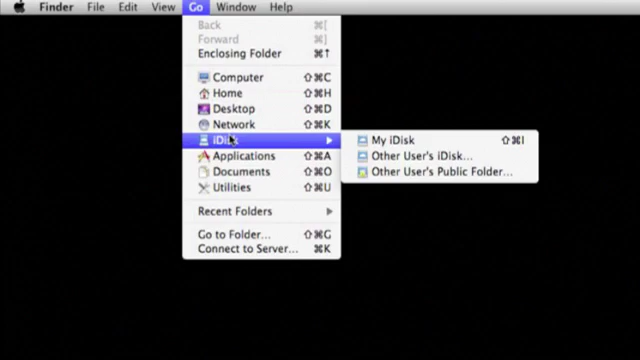 Finder File Edit View Go Window Help
Back ⌘[
Forward ⌘]
Enclosing Folder ⌘↑
Computer ⇧⌘C
Home ⇧⌘H
Desktop ⇧⌘D
Network ⇧⌘K
iDisk
Applications ⇧⌘A
Documents ⇧⌘O
Utilities ⇧⌘U
Recent Folders
Go to Folder... ⇧⌘G
Connect to Server... ⌘K
My iDisk ⇧⌘I
Other User's iDisk...
Other User's Public Folder...